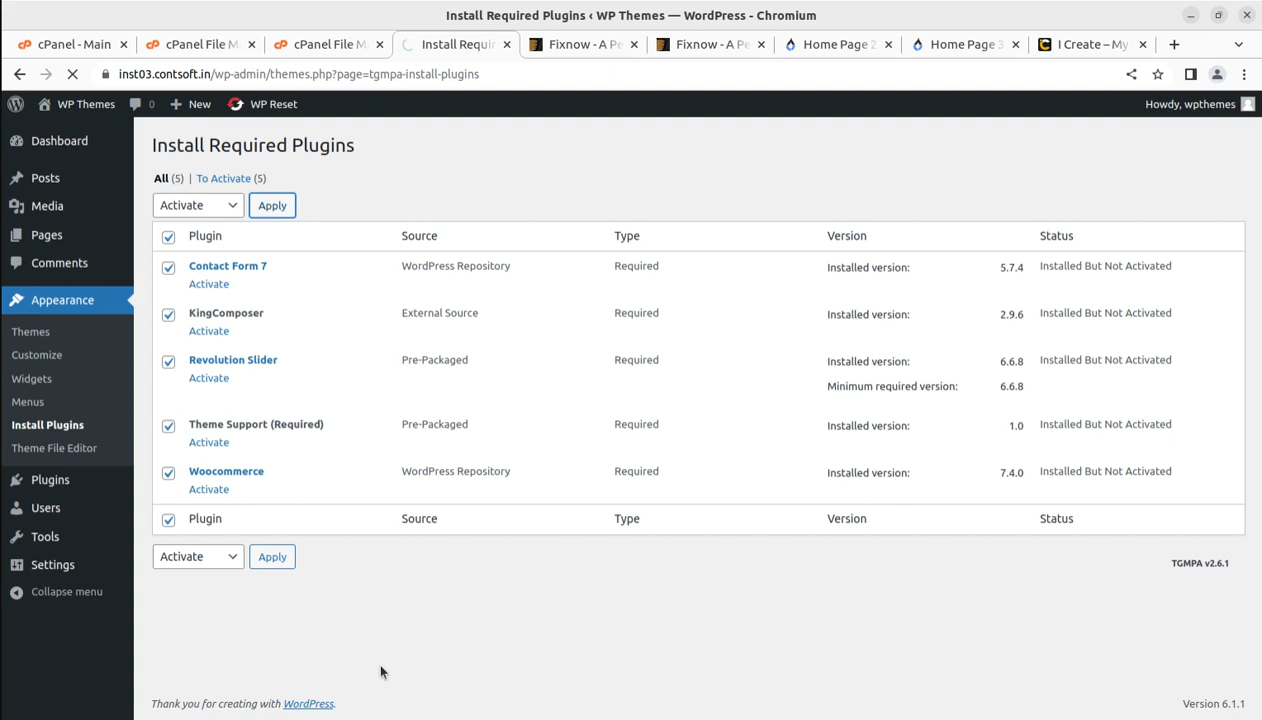 Install Required Plugins ‹ WP Themes — WordPress - Chromium
cPanel - Main
cPanel File M
cPanel File M
Install Requir
Fixnow - A Pe
Fixnow - A Pe
Home Page 2
Home Page 3
I Create – My
inst03.contsoft.in/wp-admin/themes.php?page=tgmpa-install-plugins
WP Themes 0 New WP Reset Howdy, wpthemes
Dashboard
Posts
Media
Pages
Comments
Appearance
Themes
Customize
Widgets
Menus
Install Plugins
Theme File Editor
Plugins
Users
Tools
Settings
Collapse menu
Install Required Plugins
All (5) | To Activate (5)
Activate Apply
Plugin Source Type Version Status
Contact Form 7 WordPress Repository Required Installed version: 5.7.4 Installed But Not Activated
Activate
KingComposer External Source Required Installed version: 2.9.6 Installed But Not Activated
Activate
Revolution Slider Pre-Packaged Required Installed version: 6.6.8 Installed But Not Activated
Activate Minimum required version: 6.6.8
Theme Support (Required) Pre-Packaged Required Installed version: 1.0 Installed But Not Activated
Activate
Woocommerce WordPress Repository Required Installed version: 7.4.0 Installed But Not Activated
Activate
Plugin Source Type Version Status
Activate Apply
TGMPA v2.6.1
Thank you for creating with WordPress. Version 6.1.1